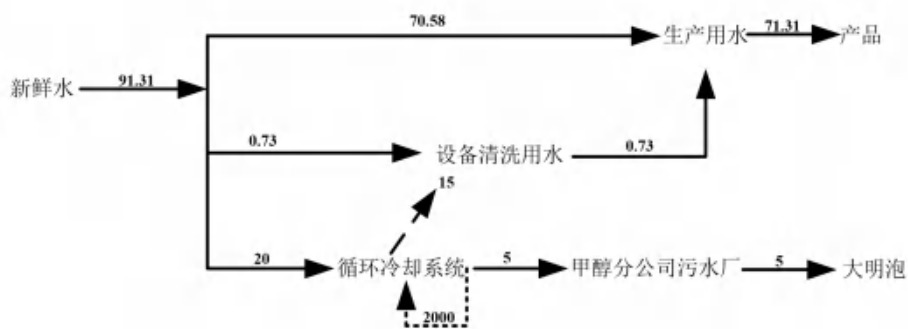 70.58
生产用水
71.31
产品
新鲜水
91.31
0.73
设备清洗用水
0.73
15
20
循环冷却系统
5
甲醇分公司污水厂
5
大明泡
2000